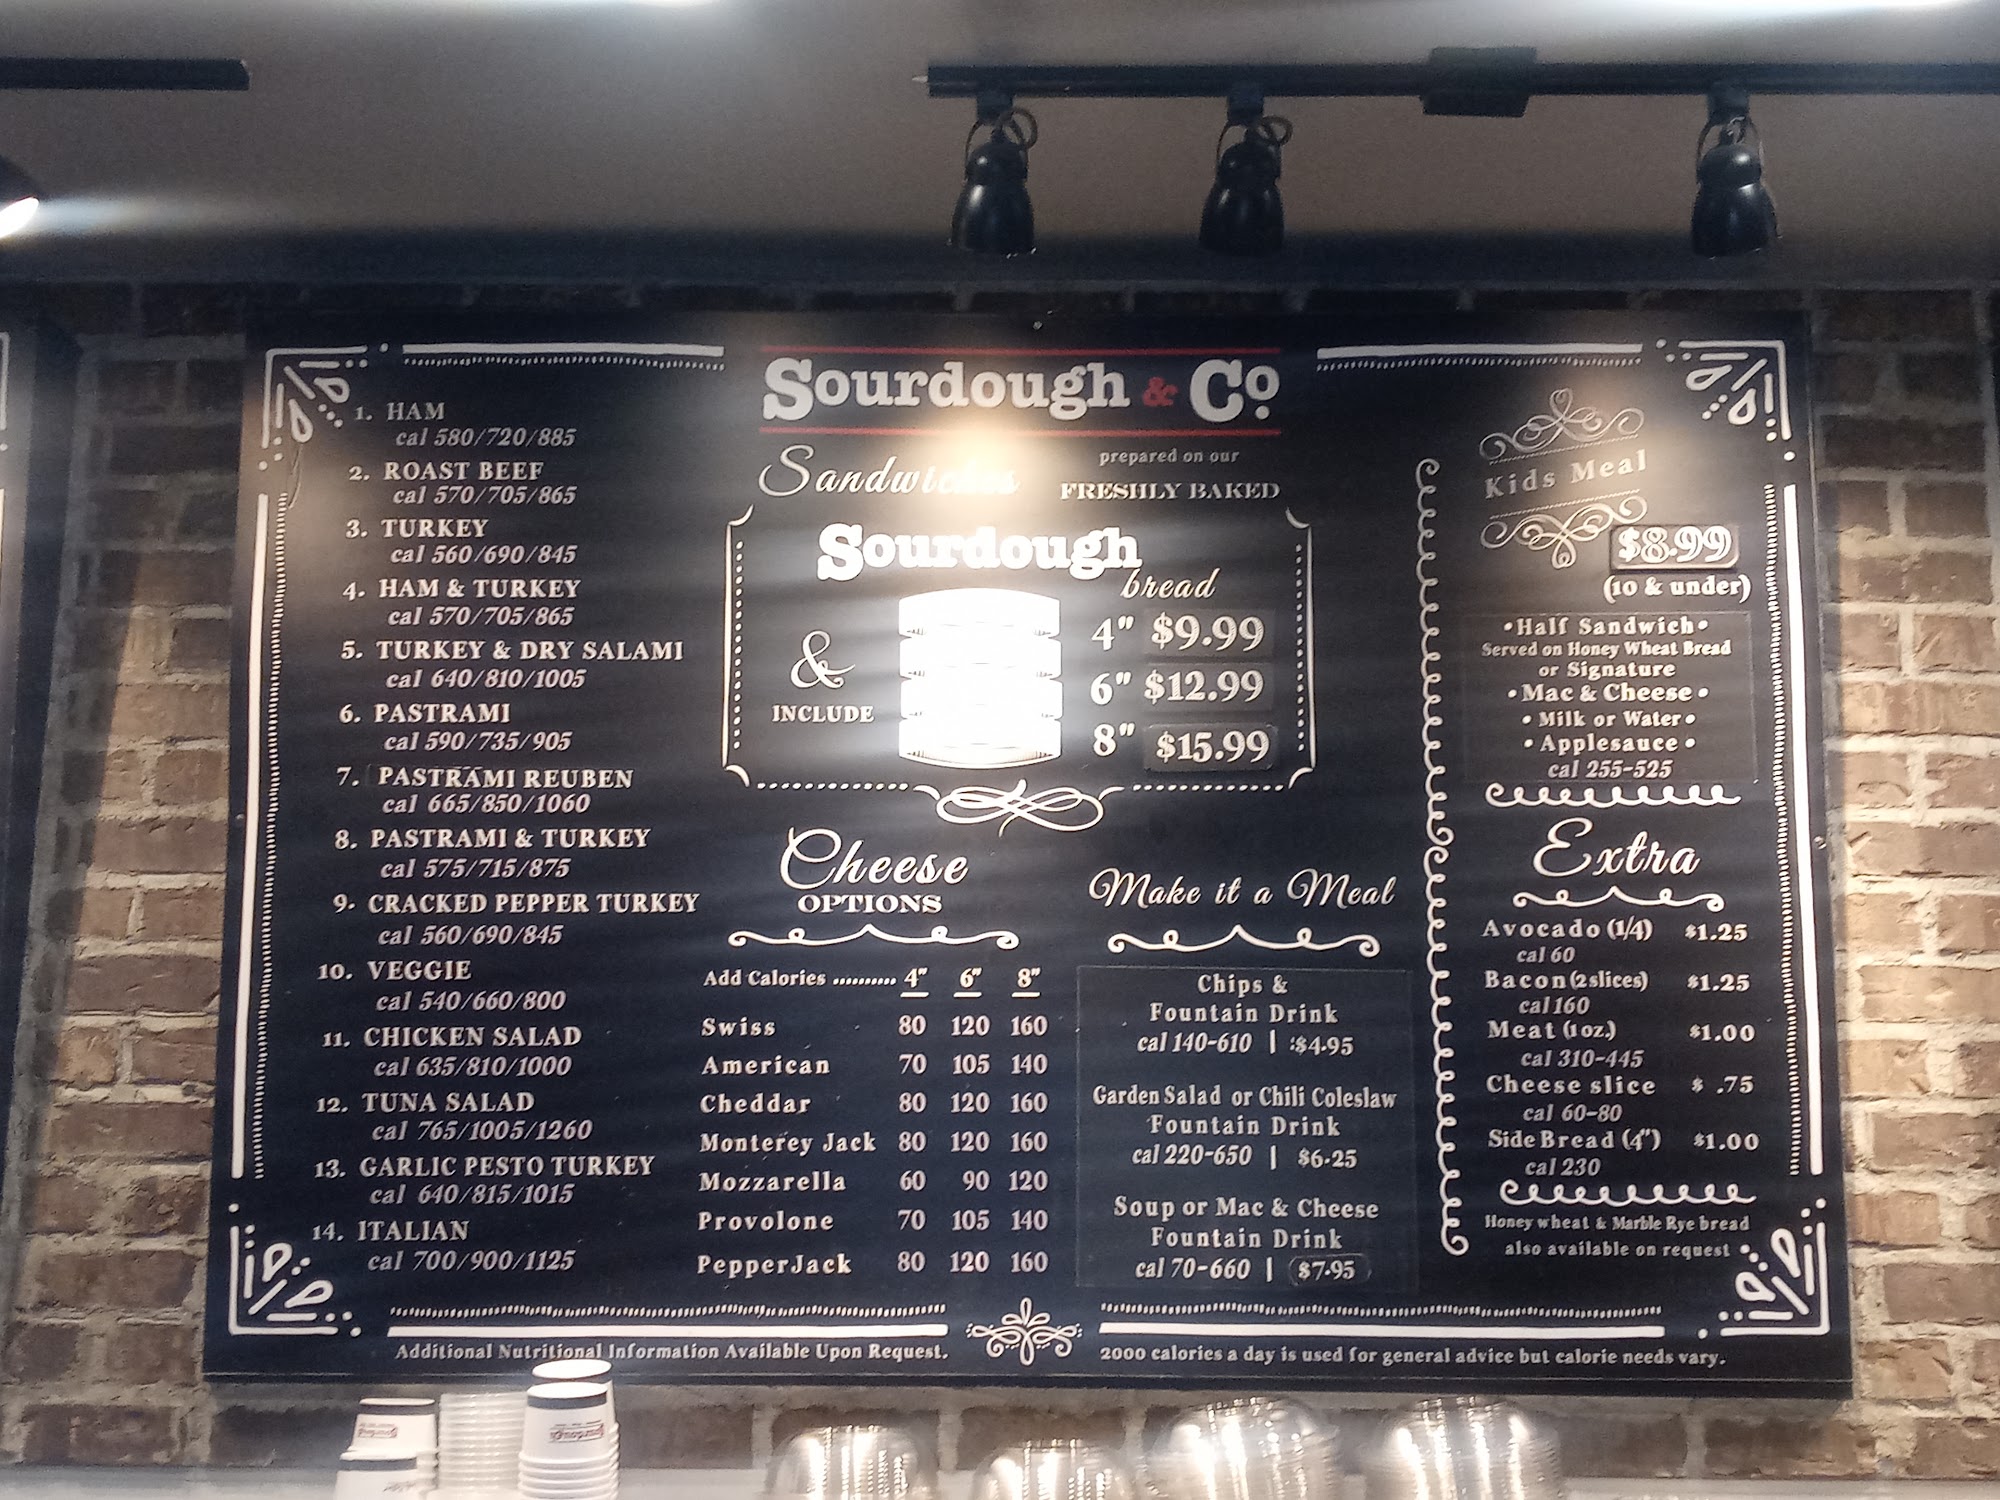 Sourdough & Co.
1. HAM
cal 580/720/885
2. ROAST BEEF
cal 570/705/865
3. TURKEY
cal 560/690/845
4. HAM & TURKEY
cal 570/705/865
5. TURKEY & DRY SALAMI
cal 640/810/1005
6. PASTRAMI
cal 590/735/905
7. PASTRAMI REUBEN
cal 665/850/1060
8. PASTRAMI & TURKEY
cal 575/715/875
9. CRACKED PEPPER TURKEY
cal 560/690/845
10. VEGGIE
cal 540/660/800
11. CHICKEN SALAD
cal 635/810/1000
12. TUNA SALAD
cal 765/1005/1260
13. GARLIC PESTO TURKEY
cal 640/815/1015
14. ITALIAN
cal 700/900/1125
Sandwiches
prepared on our
FRESHLY BAKED
Sourdough
bread
& INCLUDE
4" $9.99
6" $12.99
8" $15.99
Cheese
OPTIONS
Add Calories .......... 4" 6" 8"
Swiss 80 120 160
American 70 105 140
Cheddar 80 120 160
Monterey Jack 80 120 160
Mozzarella 60 90 120
Provolone 70 105 140
PepperJack 80 120 160
Make it a Meal
Chips &
Fountain Drink
cal 140-610 | $4.95
Garden Salad or Chili Coleslaw
Fountain Drink
cal 220-650 | $6.25
Soup or Mac & Cheese
Fountain Drink
cal 70-660 | $7.95
Kids Meal
$8.99
(10 & under)
•Half Sandwich•
Served on Honey Wheat Bread
or Signature
•Mac & Cheese•
•Milk or Water•
•Applesauce•
cal 255-525
Extra
Avocado (1/4) $1.25
cal 60
Bacon (2 slices) $1.25
cal 160
Meat (1 oz.) $1.00
cal 310-445
Cheese slice $ .75
cal 60-80
Side Bread (4") $1.00
cal 230
Honey wheat & Marble Rye bread
also available on request
Additional Nutritional Information Available Upon Request.
2000 calories a day is used for general advice but calorie needs vary.